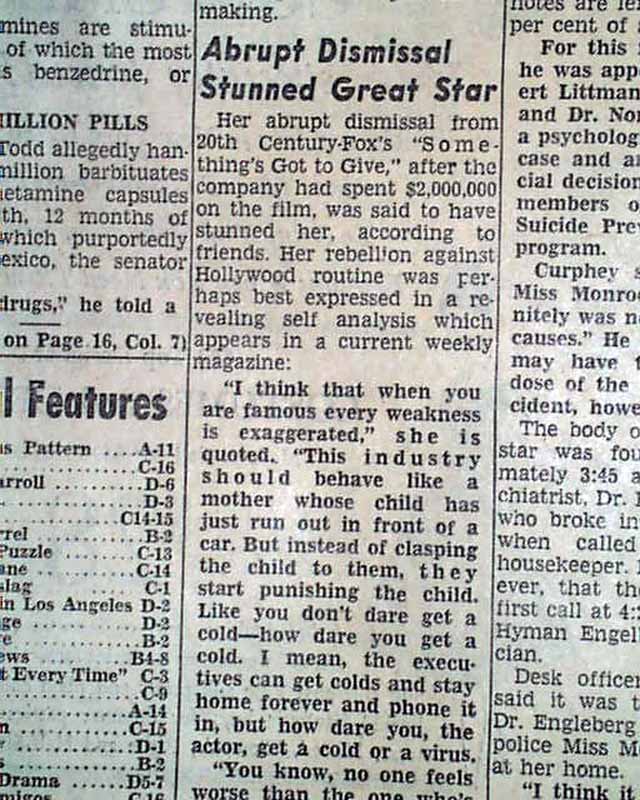 mines are stimu-
of which the most
s benzedrine, or
MILLION PILLS
Todd allegedly han-
million barbituates
etamine capsules
th, 12 months of
which purportedly
exico, the senator
drugs," he told a
on Page 16, Col. 7)
l Features
s Pattern ....A-11
C-16
arroll ........D-6
D-3
C14-15
rel ........B-2
Puzzle .......C-13
ane ........C-14
slag ........C-1
in Los Angeles D-2
ge ........D-2
e ........B-2
ews ........B4-8
t Every Time" C-3
C-9
A-14
n ........C-15
D-1
B-2
Drama ......D5-7
migos ......C-16
making.
Abrupt Dismissal
Stunned Great Star
Her abrupt dismissal from
20th Century-Fox's "Some-
thing's Got to Give," after the
company had spent $2,000,000
on the film, was said to have
stunned her, according to
friends. Her rebellion against
Hollywood routine was per-
haps best expressed in a re-
vealing self analysis which
appears in a current weekly
magazine:
"I think that when you
are famous every weakness
is exaggerated," she is
quoted. "This industry
should behave like a
mother whose child has
just run out in front of a
car. But instead of clasping
the child to them, they
start punishing the child.
Like you don't dare get a
cold—how dare you get a
cold. I mean, the execu-
tives can get colds and stay
home forever and phone it
in, but how dare you, the
actor, get a cold or a virus.
"You know, no one feels
worse than the one who's
notes are
per cent of
For this
he was app
ert Littman
and Dr. No
a psycholog
case and a
cial decision
members o
Suicide Pre
program.
Curphey s
Miss Monro
nitely was n
causes." He
may have t
dose of the
cident, howe
The body o
star was fou
mately 3:45 a
chiatrist, Dr.
who broke in
when called
housekeeper.
ever, that th
first call at 4:
Hyman Engel
cian.
Desk officer
said it was t
Dr. Engleberg
police Miss M
at her home.
"I think it